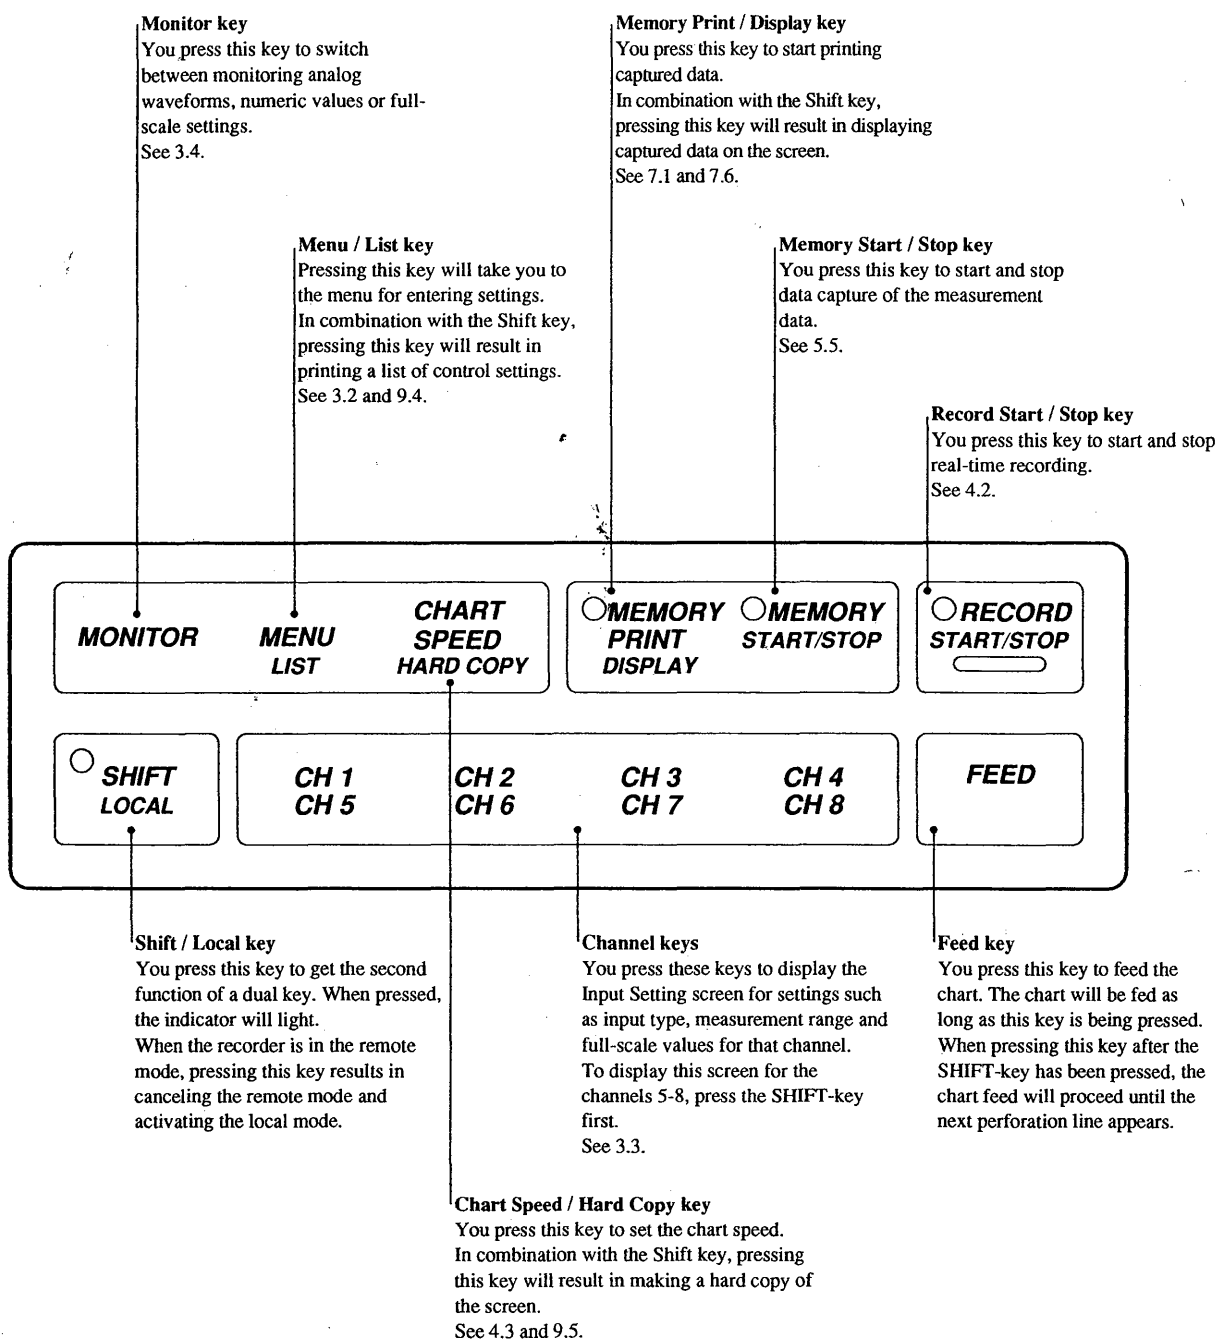 Monitor key
You press this key to switch
between monitoring analog
waveforms, numeric values or full-
scale settings.
See 3.4.
Memory Print / Display key
You press this key to start printing
captured data.
In combination with the Shift key,
pressing this key will result in displaying
captured data on the screen.
See 7.1 and 7.6.
Menu / List key
Pressing this key will take you to
the menu for entering settings.
In combination with the Shift key,
pressing this key will result in
printing a list of control settings.
See 3.2 and 9.4.
Memory Start / Stop key
You press this key to start and stop
data capture of the measurement
data.
See 5.5.
Record Start / Stop key
You press this key to start and stop
real-time recording.
See 4.2.
MONITOR
MENU
LIST
CHART
SPEED
HARD COPY
MEMORY
PRINT
DISPLAY
MEMORY
START/STOP
RECORD
START/STOP
SHIFT
LOCAL
CH 1
CH 5
CH 2
CH 6
CH 3
CH 7
CH 4
CH 8
FEED
Shift / Local key
You press this key to get the second
function of a dual key. When pressed,
the indicator will light.
When the recorder is in the remote
mode, pressing this key results in
canceling the remote mode and
activating the local mode.
Channel keys
You press these keys to display the
Input Setting screen for settings such
as input type, measurement range and
full-scale values for that channel.
To display this screen for the
channels 5-8, press the SHIFT-key
first.
See 3.3.
Feed key
You press this key to feed the
chart. The chart will be fed as
long as this key is being pressed.
When pressing this key after the
SHIFT-key has been pressed, the
chart feed will proceed until the
next perforation line appears.
Chart Speed / Hard Copy key
You press this key to set the chart speed.
In combination with the Shift key, pressing
this key will result in making a hard copy of
the screen.
See 4.3 and 9.5.